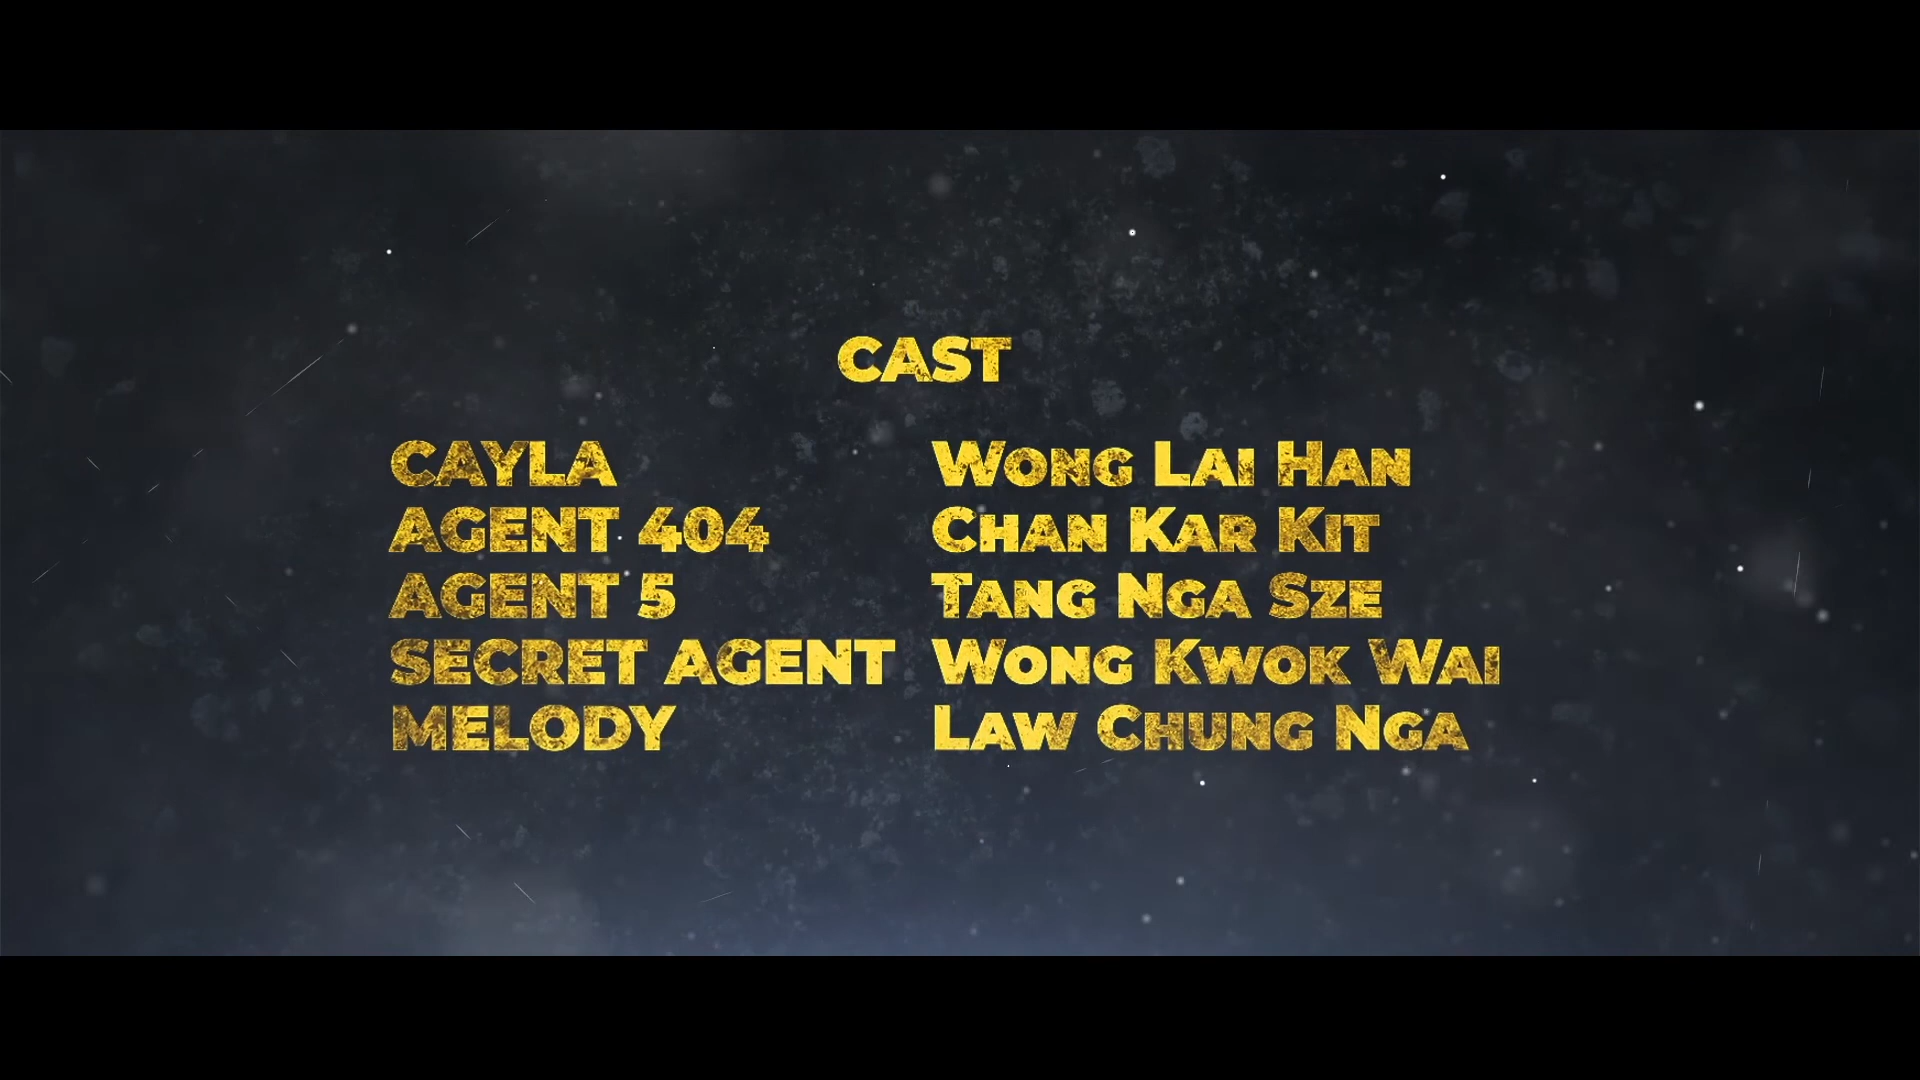 CAST
CAYLA Wong Lai Han
AGENT 404 Chan Kar Kit
AGENT 5 Tang Nga Sze
SECRET AGENT Wong Kwok Wai
MELODY Law Chung Nga